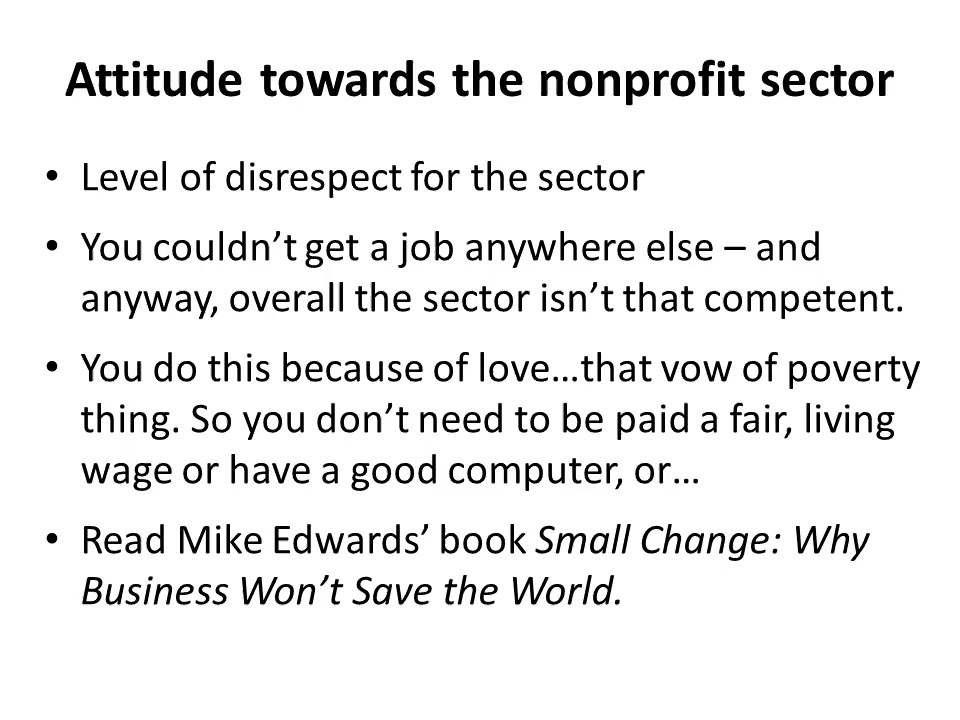 Attitude towards the nonprofit sector
• Level of disrespect for the sector
• You couldn’t get a job anywhere else – and
anyway, overall the sector isn’t that competent.
• You do this because of love…that vow of poverty
thing. So you don’t need to be paid a fair, living
wage or have a good computer, or…
• Read Mike Edwards’ book Small Change: Why
Business Won’t Save the World.